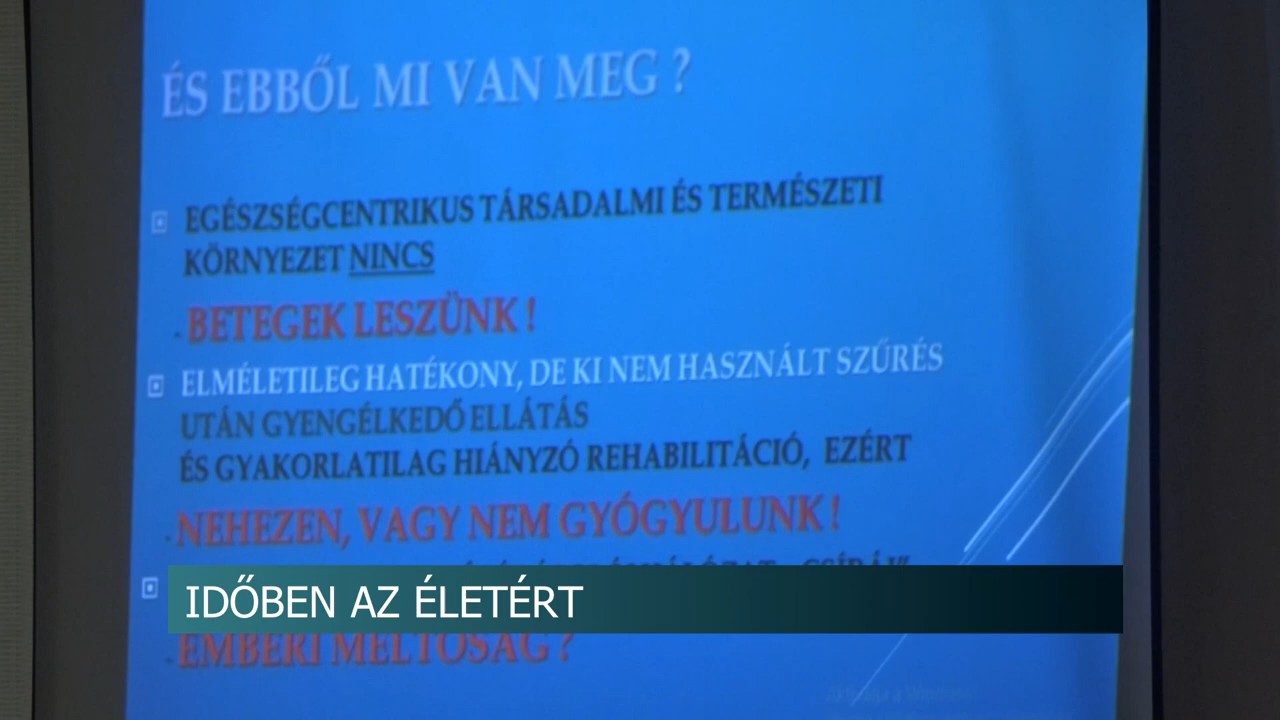 ÉS EBBŐL MI VAN MEG ?
EGÉSZSÉGCENTRIKUS TÁRSADALMI ÉS TERMÉSZETI
KÖRNYEZET NINCS
- BETEGEK LESZÜNK !
ELMÉLETILEG HATÉKONY, DE KI NEM HASZNÁLT SZŰRÉS
UTÁN GYENGÉLKEDŐ ELLÁTÁS
ÉS GYAKORLATILAG HIÁNYZÓ REHABILITÁCIÓ, EZÉRT
- NEHEZEN, VAGY NEM GYÓGYULUNK !
IDŐBEN AZ ÉLETÉRT
- EMBERI MÉLTÓSÁG ?